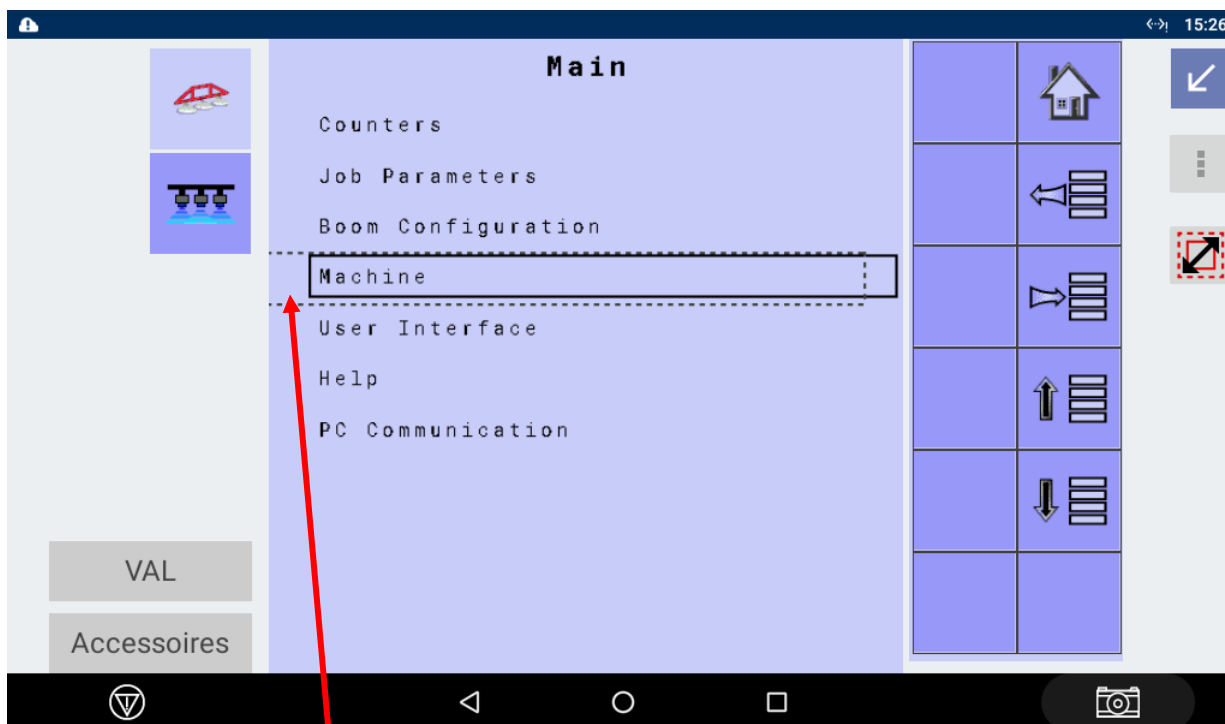 15:26
Main
Counters
Job Parameters
Boom Configuration
Machine
User Interface
Help
PC Communication
VAL
Accessoires